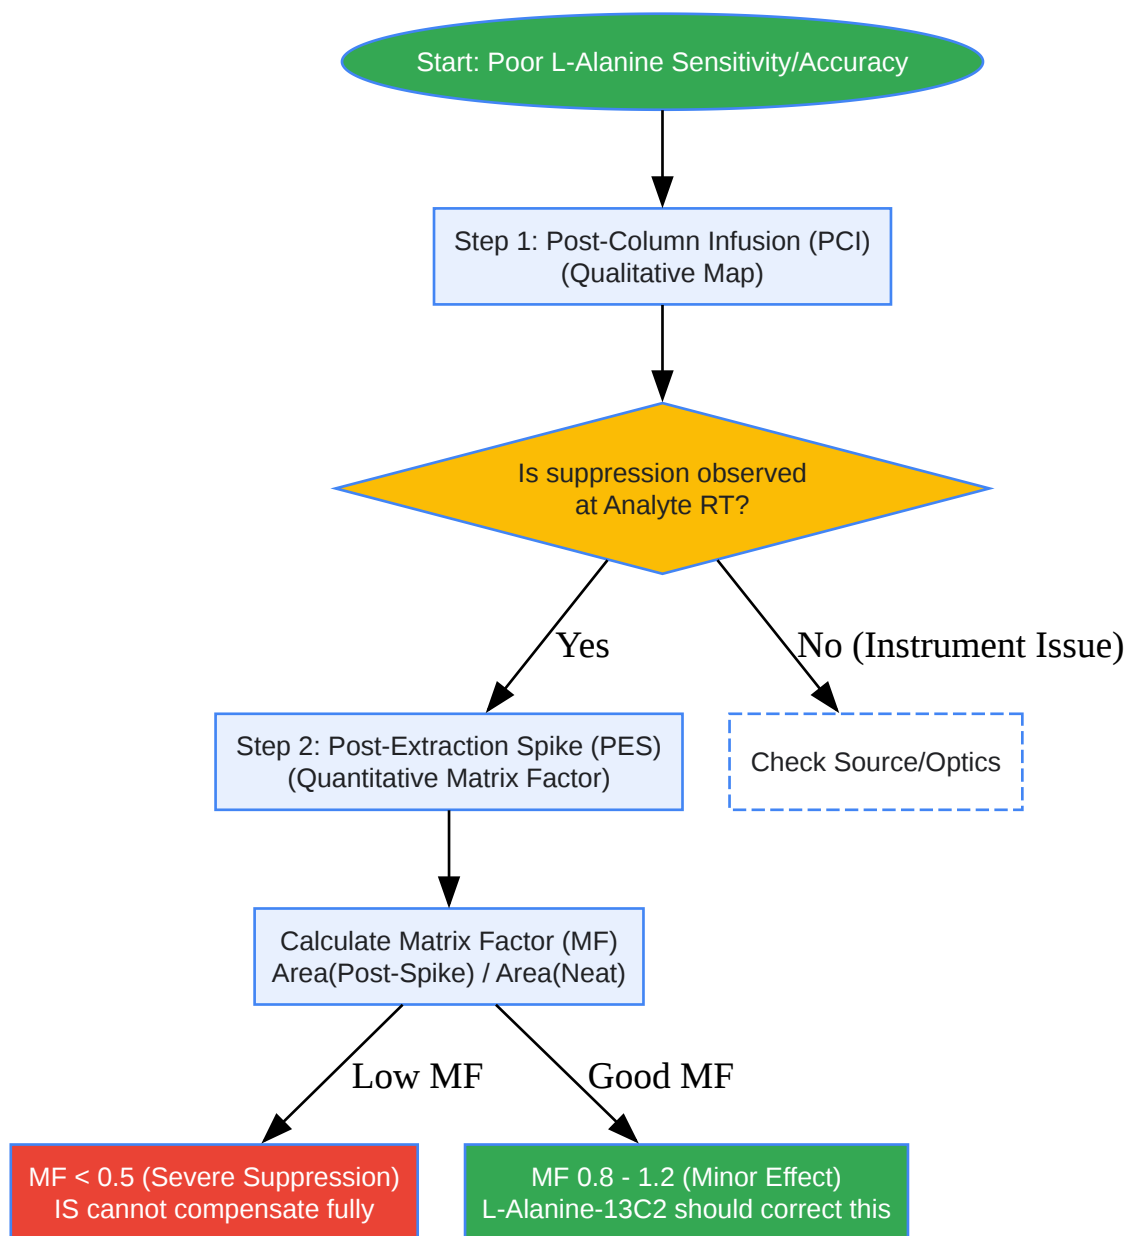 Start: Poor L-Alanine Sensitivity/Accuracy
Step 1: Post-Column Infusion (PCI)
(Qualitative Map)
Is suppression observed
at Analyte RT?
Yes
No (Instrument Issue)
Step 2: Post-Extraction Spike (PES)
(Quantitative Matrix Factor)
Check Source/Optics
Calculate Matrix Factor (MF)
Area(Post-Spike) / Area(Neat)
Low MF
Good MF
MF < 0.5 (Severe Suppression)
IS cannot compensate fully
MF 0.8 - 1.2 (Minor Effect)
L-Alanine-13C2 should correct this